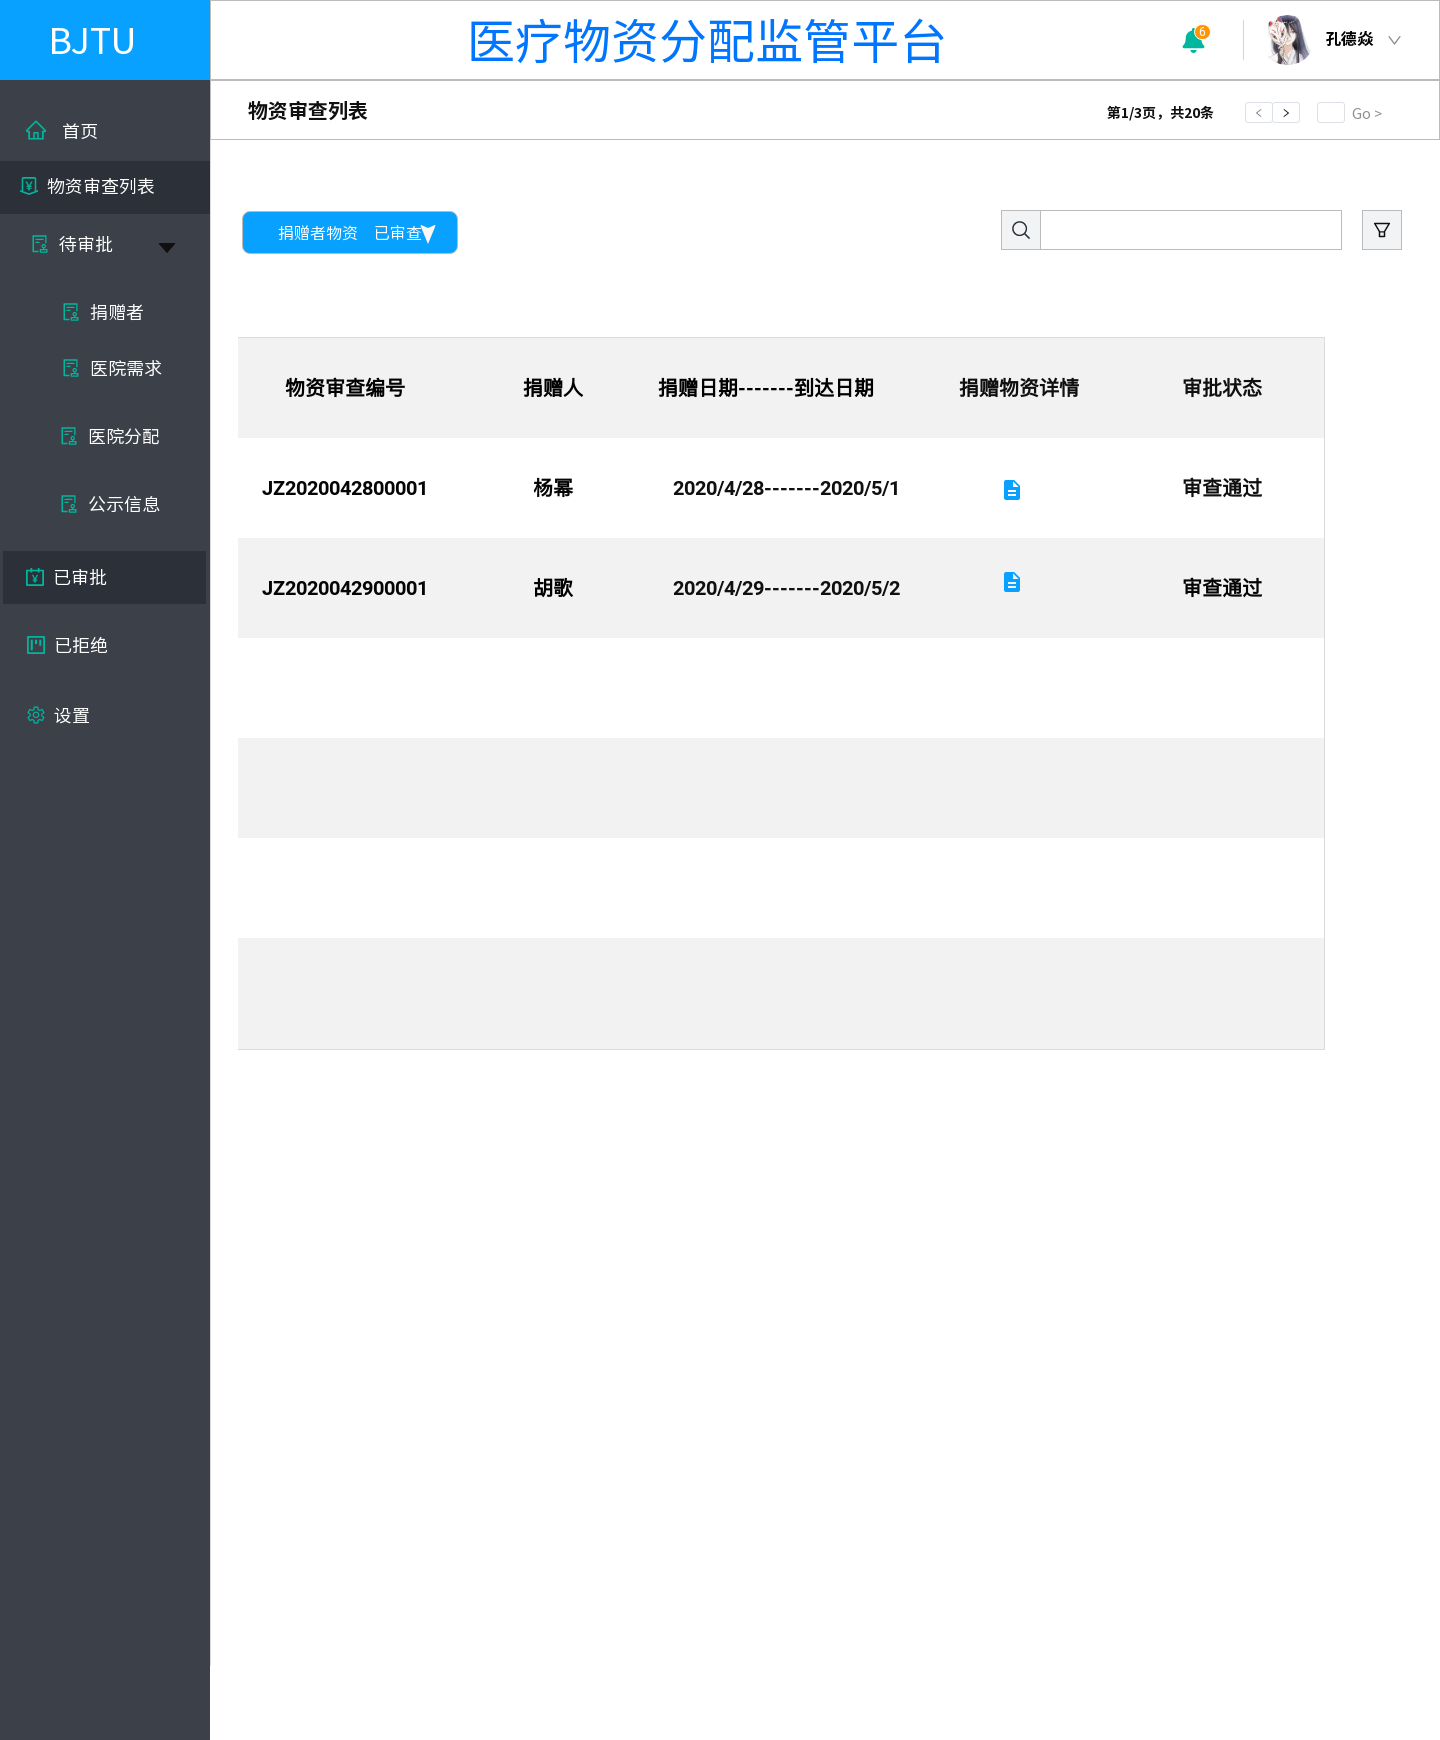 BJTU
医疗物资分配监管平台
6
孔德焱
物资审查列表
第1/3页，共20条
< >
Go >
首页
物资审查列表
待审批
捐赠者
医院需求
医院分配
公示信息
已审批
已拒绝
设置
捐赠者物资 已审查
物资审查编号 捐赠人 捐赠日期-------到达日期 捐赠物资详情 审批状态
JZ2020042800001 杨幂 2020/4/28-------2020/5/1 审查通过
JZ2020042900001 胡歌 2020/4/29-------2020/5/2 审查通过